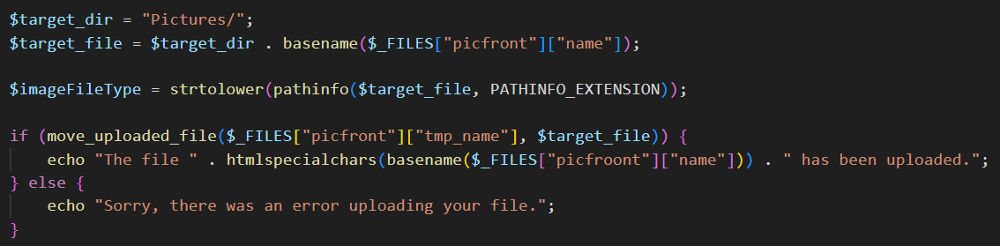 $target_dir = "Pictures/";
$target_file = $target_dir . basename($_FILES["picfront"]["name"]);
$imageFileType = strtolower(pathinfo($target_file, PATHINFO_EXTENSION));
if (move_uploaded_file($_FILES["picfront"]["tmp_name"], $target_file)) {
echo "The file " . htmlspecialchars(basename($_FILES["picfroont"]["name"])) . " has been uploaded.";
} else {
echo "Sorry, there was an error uploading your file.";
}